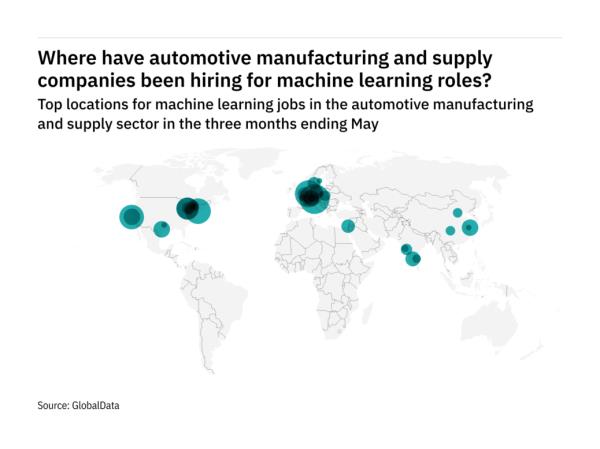 Where have automotive manufacturing and supply
companies been hiring for machine learning roles?
Top locations for machine learning jobs in the automotive manufacturing
and supply sector in the three months ending May
Source: GlobalData